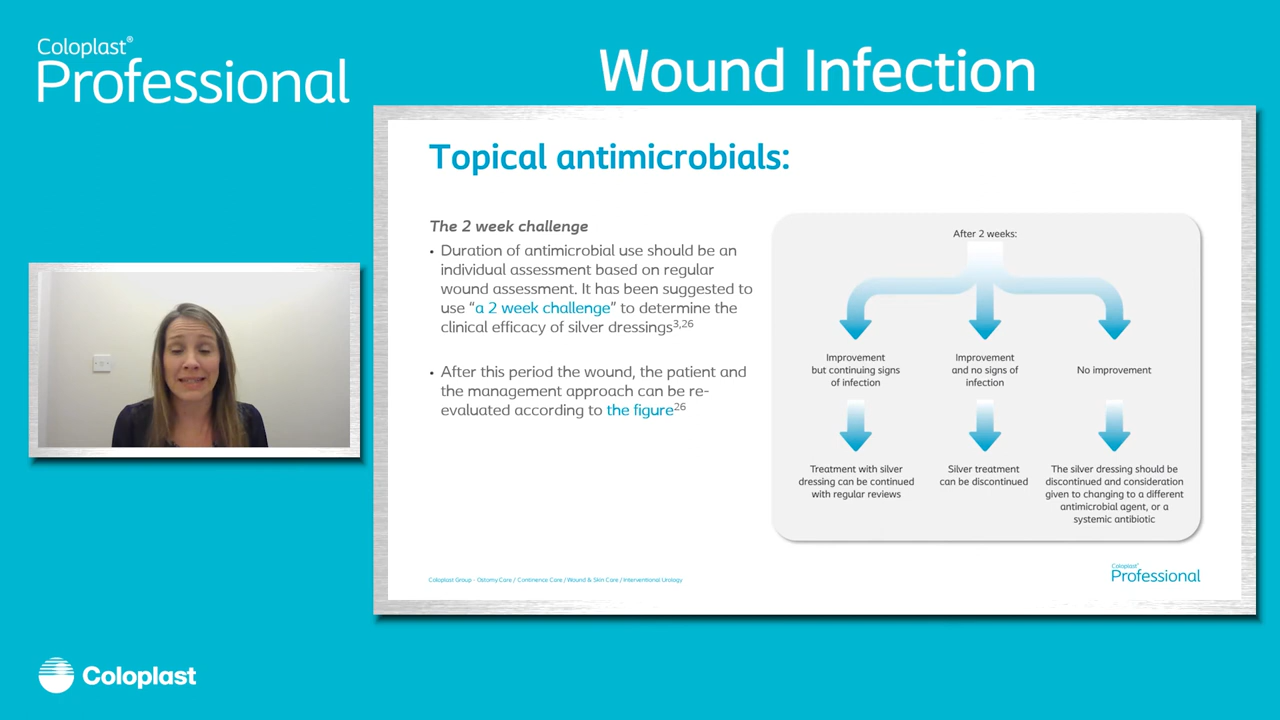 Coloplast®
Professional
Wound Infection
Topical antimicrobials:
The 2 week challenge
• Duration of antimicrobial use should be an
individual assessment based on regular
wound assessment. It has been suggested to
use “a 2 week challenge” to determine the
clinical efficacy of silver dressings3,26
• After this period the wound, the patient and
the management approach can be re-
evaluated according to the figure26
After 2 weeks:
Improvement
but continuing signs
of infection
Improvement
and no signs of
infection
No improvement
Treatment with silver
dressing can be continued
with regular reviews
Silver treatment
can be discontinued
The silver dressing should be
discontinued and consideration
given to changing to a different
antimicrobial agent, or a
systemic antibiotic
Coloplast Group - Ostomy Care / Continence Care / Wound & Skin Care / Interventional Urology
Coloplast®
Professional
Coloplast